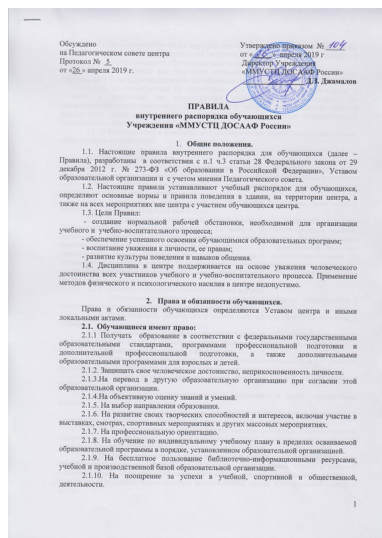 Обсуждено
на Педагогическом совете центра
Протокол № 5
от «26» апреля 2019 г.
Утверждено приказом № 104
от «26» апреля 2019 г.
Директор Учреждения
«ММУСТЦ ДОСААФ России»
Джамалов
ПРАВИЛА
внутреннего распорядка обучающихся
Учреждения «ММУСТЦ ДОСААФ России»
1. Общие положения.
1.1. Настоящие правила внутреннего распорядка для обучающихся (далее –
Правила), разработаны в соответствии с п.1 ч.3 статьи 28 Федерального закона от 29
декабря 2012 г. № 273-ФЗ «Об образовании в Российской Федерации», Уставом
образовательной организации с учетом мнения Педагогического совета.
1.2. Настоящие правила устанавливают учебный распорядок для обучающихся,
определяют основные нормы и правила поведения в здании, на территории центра, а
также на всех мероприятиях вне центра с участием обучающихся центра.
1.3. Цели Правил:
- создание нормальной рабочей обстановки, необходимой для организации
учебного и учебно-воспитательного процесса;
- обеспечение успешного освоения обучающимися образовательных программ;
- воспитание уважения к личности, ее правам;
- развитие культуры поведения и навыков общения.
1.4. Дисциплина в центре поддерживается на основе уважения человеческого
достоинства всех участников учебного и учебно-воспитательного процесса. Применение
методов физического и психологического насилия в центре недопустимо.
2. Права и обязанности обучающихся.
Права и обязанности обучающихся определяются Уставом центра и иными
локальными актами.
2.1. Обучающиеся имеют право:
2.1.1 Получать образование в соответствии с федеральными государственными
образовательными стандартами, программами профессиональной подготовки и
дополнительной профессиональной подготовки, а также дополнительными
образовательными программами для взрослых и детей.
2.1.2. Защищать свое человеческое достоинство, неприкосновенность личности.
2.1.3.На перевод в другую образовательную организацию при согласии этой
образовательной организации.
2.1.4.На объективную оценку знаний и умений.
2.1.5. На выбор направления образования.
2.1.6. На развитие своих творческих способностей и интересов, включая участие в
выставках, смотрах, спортивных мероприятиях и других массовых мероприятиях.
2.1.7. На профессиональную ориентацию.
2.1.8. На обучение по индивидуальному учебному плану в пределах осваиваемой
образовательной программы в порядке, установленном образовательной организацией.
2.1.9. На бесплатное пользование библиотечно-информационными ресурсами,
учебной и производственной базой образовательной организации.
2.1.10. На поощрение за успехи в учебной, спортивной и общественной,
деятельности.
1